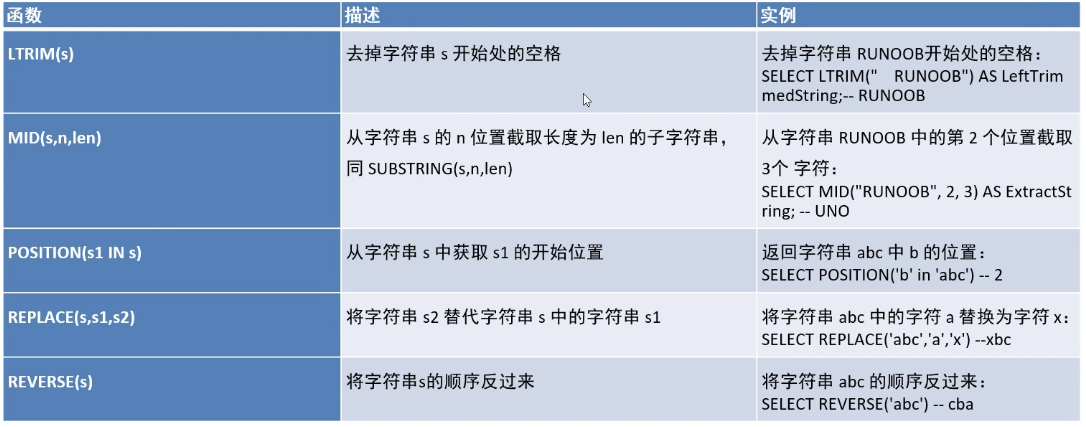 函数
描述
实例
LTRIM(s)
去掉字符串 s 开始处的空格
去掉字符串 RUNOOB开始处的空格：
SELECT LTRIM("    RUNOOB") AS LeftTrim
medString;-- RUNOOB
MID(s,n,len)
从字符串 s 的 n 位置截取长度为 len 的子字符串，
同 SUBSTRING(s,n,len)
从字符串 RUNOOB 中的第 2 个位置截取
3个 字符：
SELECT MID("RUNOOB", 2, 3) AS ExtractSt
ring; -- UNO
POSITION(s1 IN s)
从字符串 s 中获取 s1 的开始位置
返回字符串 abc 中 b 的位置：
SELECT POSITION('b' in 'abc') -- 2
REPLACE(s,s1,s2)
将字符串 s2 替代字符串 s 中的字符串 s1
将字符串 abc 中的字符 a 替换为字符 x：
SELECT REPLACE('abc','a','x') --xbc
REVERSE(s)
将字符串s的顺序反过来
将字符串 abc 的顺序反过来：
SELECT REVERSE('abc') -- cba